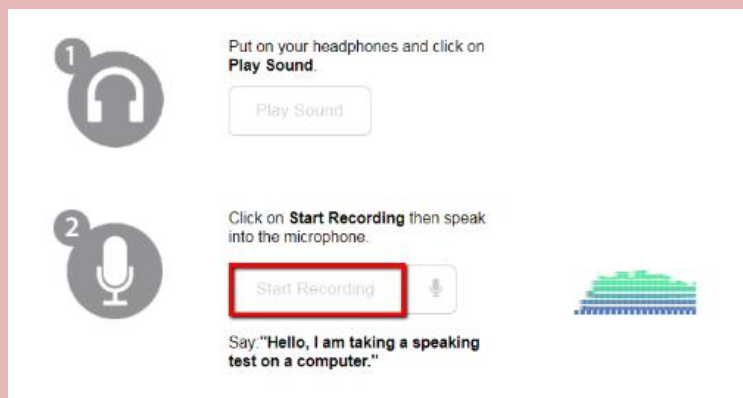 1
Put on your headphones and click on
Play Sound.
Play Sound
2
Click on Start Recording then speak
into the microphone.
Start Recording
Say:"Hello, I am taking a speaking
test on a computer."